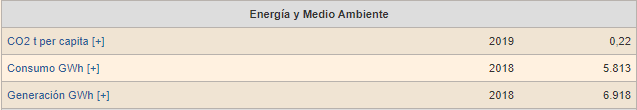 Energía y Medio Ambiente
CO2 t per capita [+] 2019 0,22
Consumo GWh [+] 2018 5.813
Generación GWh [+] 2018 6.918